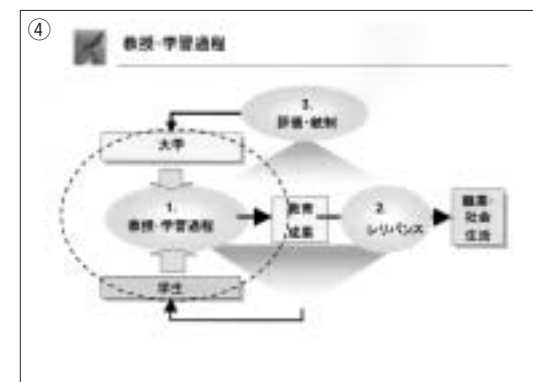 ④
教授・学習過程
3.
評価・統制
大学
1.
教授・学習過程
教育
成果
2.
レリバンス
職業・
社会
生活
学生